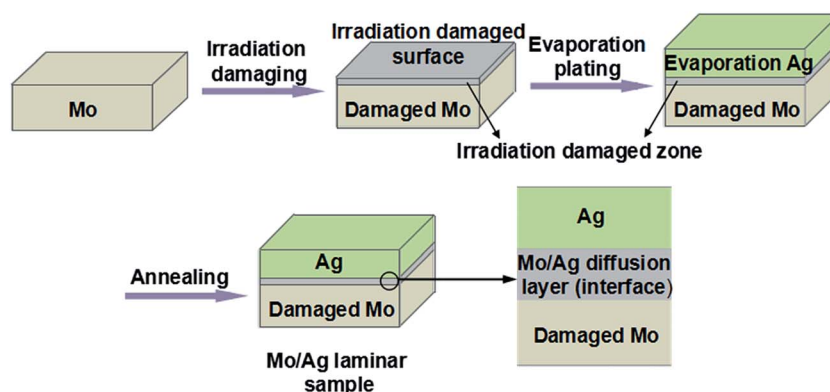 Mo
Irradiation
damaging
Irradiation damaged
surface
Damaged Mo
Evaporation
plating
Evaporation Ag
Damaged Mo
Irradiation damaged zone
Annealing
Ag
Damaged Mo
Mo/Ag laminar
sample
Ag
Mo/Ag diffusion
layer (interface)
Damaged Mo